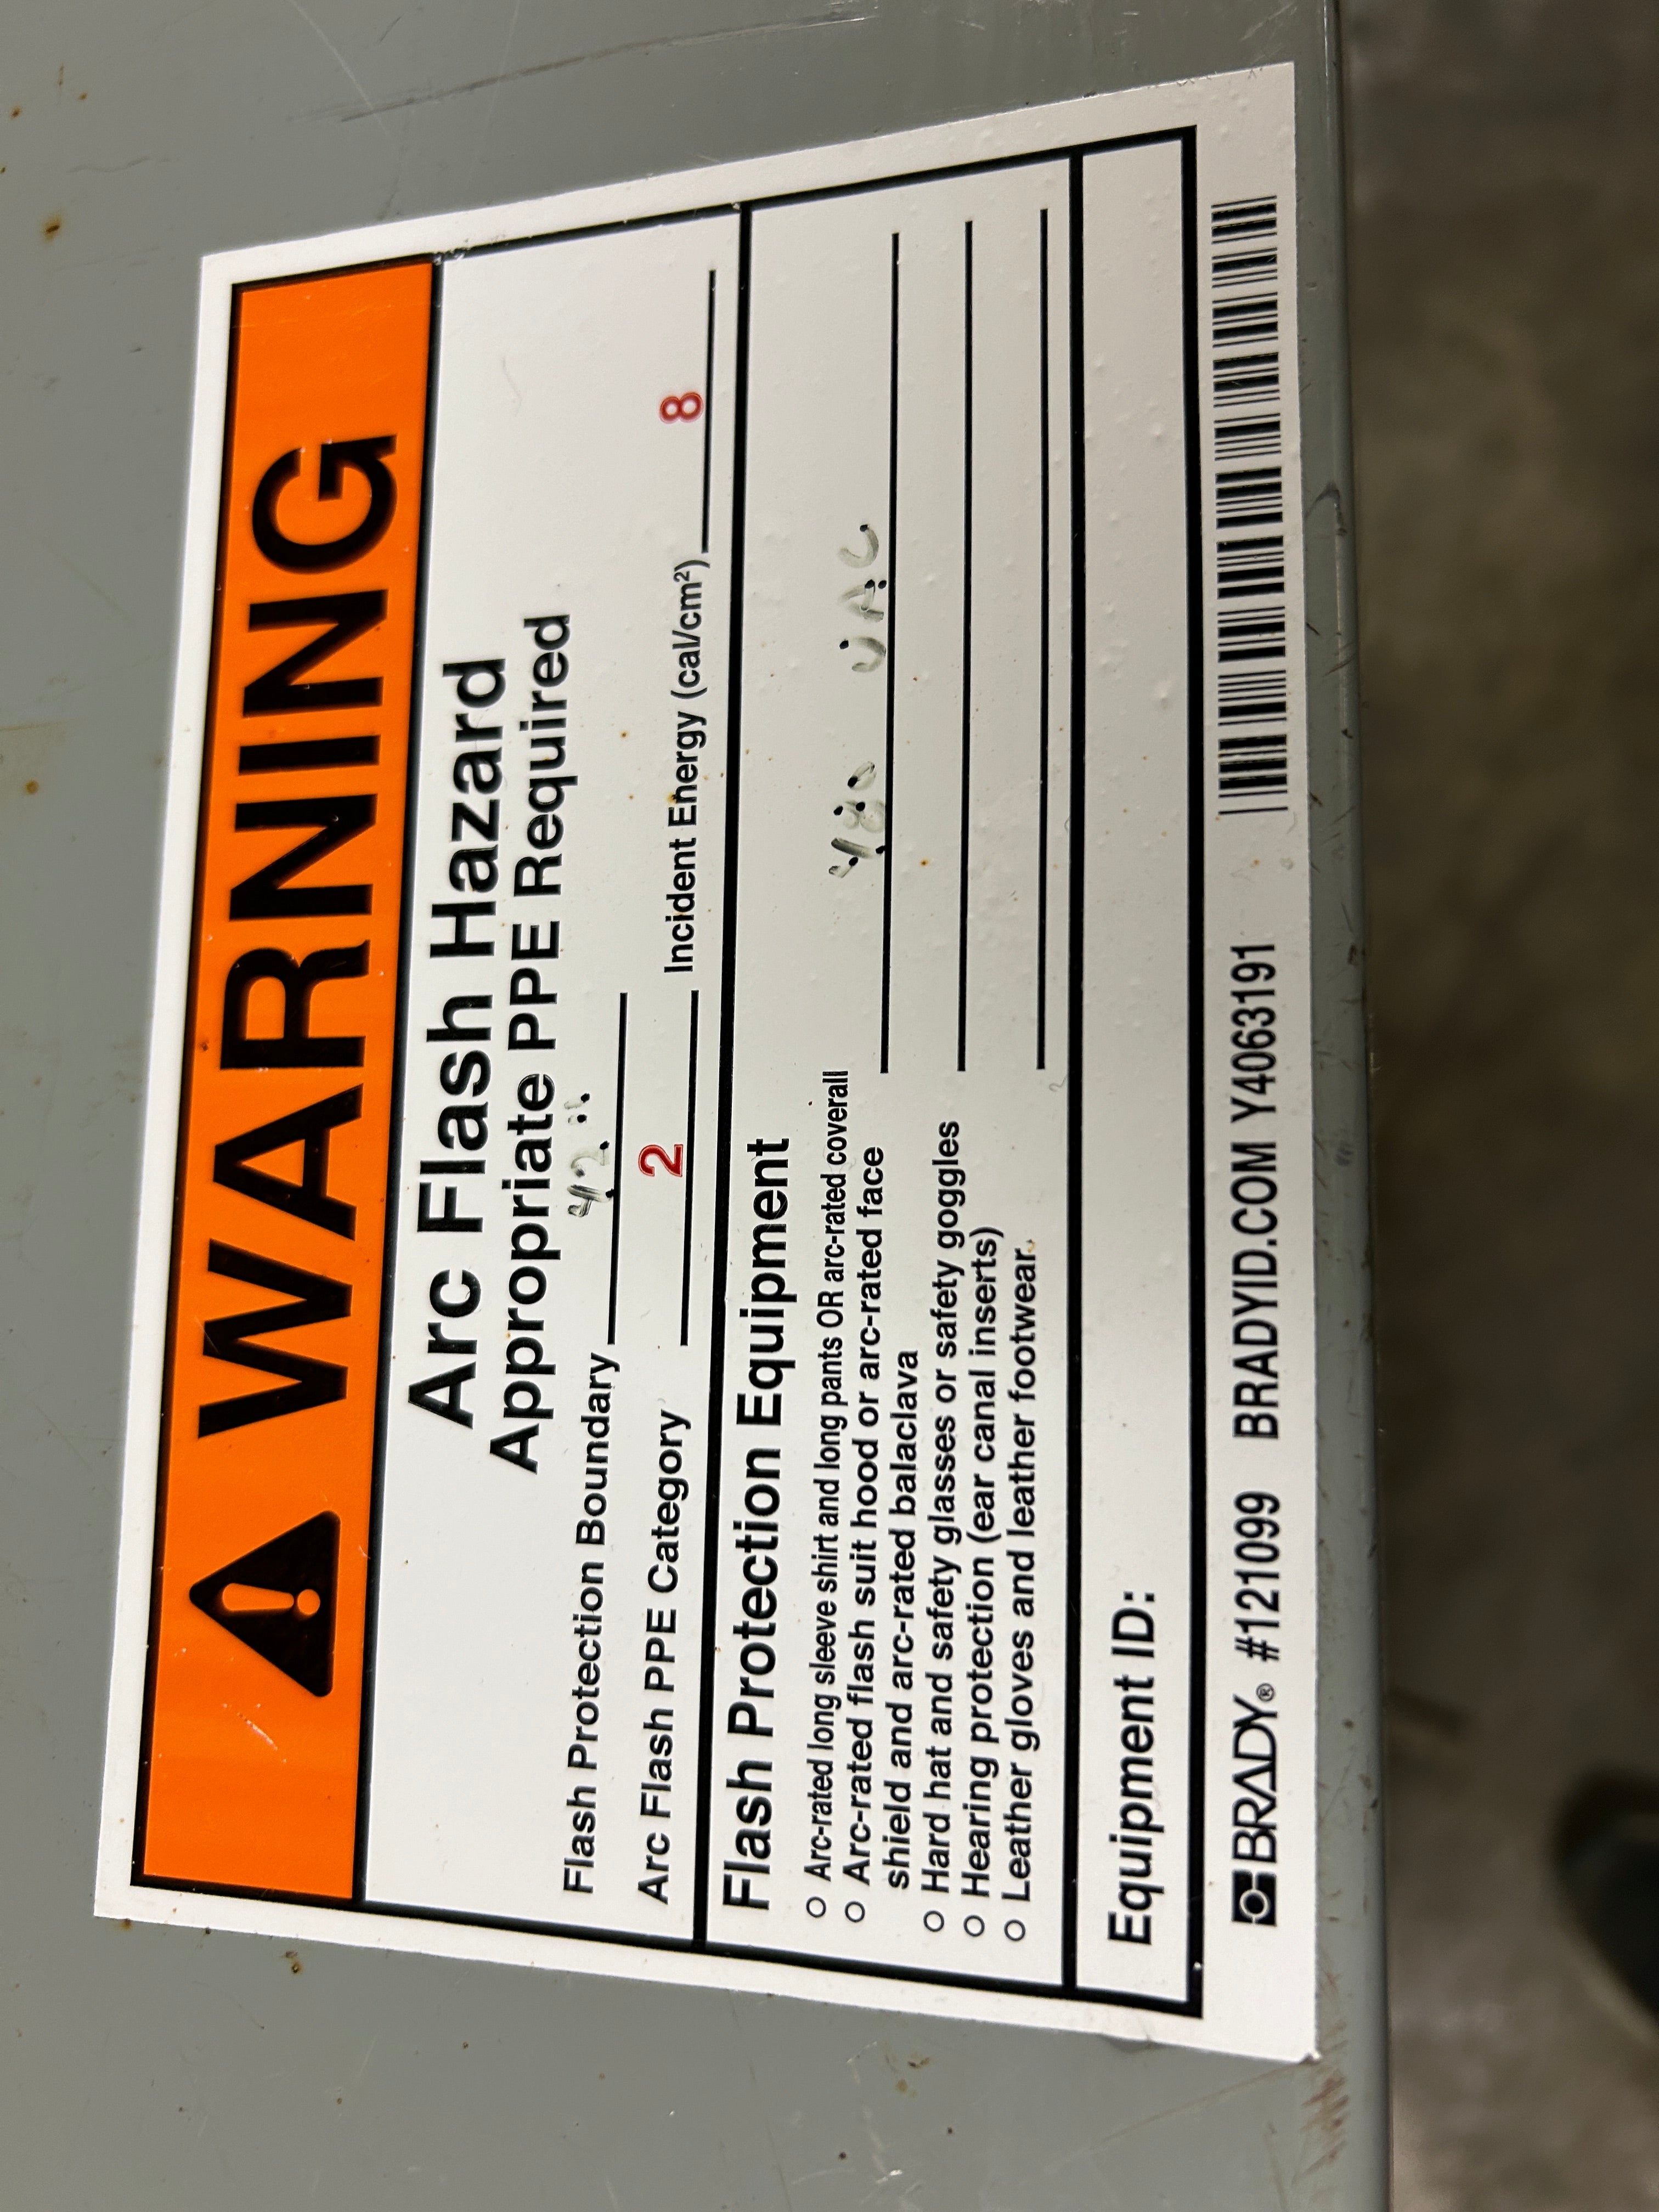 WARNING
Arc Flash Hazard
Appropriate PPE Required
Flash Protection Boundary 42"
Arc Flash PPE Category 2 Incident Energy (cal/cm²) 8
Flash Protection Equipment
Arc-rated long sleeve shirt and long pants OR arc-rated coverall
Arc-rated flash suit hood or arc-rated face
shield and arc-rated balaclava
Hard hat and safety glasses or safety goggles
Hearing protection (ear canal inserts)
Leather gloves and leather footwear.
480 VAC
Equipment ID:
BRADY® #121099 BRADYID.COM Y4063191